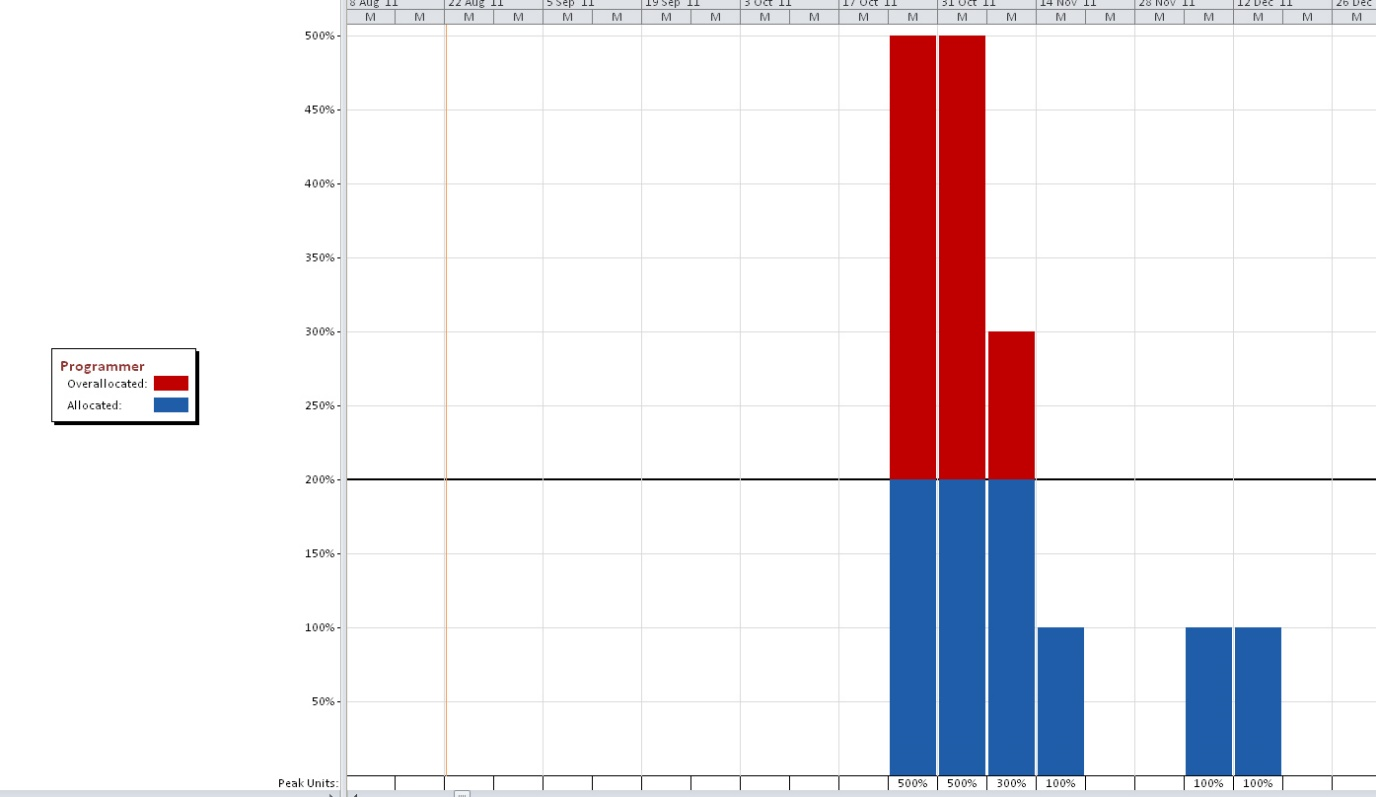 8 Aug '11 22 Aug '11 5 Sep '11 19 Sep '11 3 Oct '11 17 Oct '11 31 Oct '11 14 Nov '11 28 Nov '11 12 Dec '11 26 Dec
M M M M M M M M M M M M M M M M M M M M M
500%
450%
400%
350%
300%
Programmer
Overallocated:
Allocated:
250%
200%
150%
100%
50%
Peak Units: 500% 500% 300% 100% 100% 100%